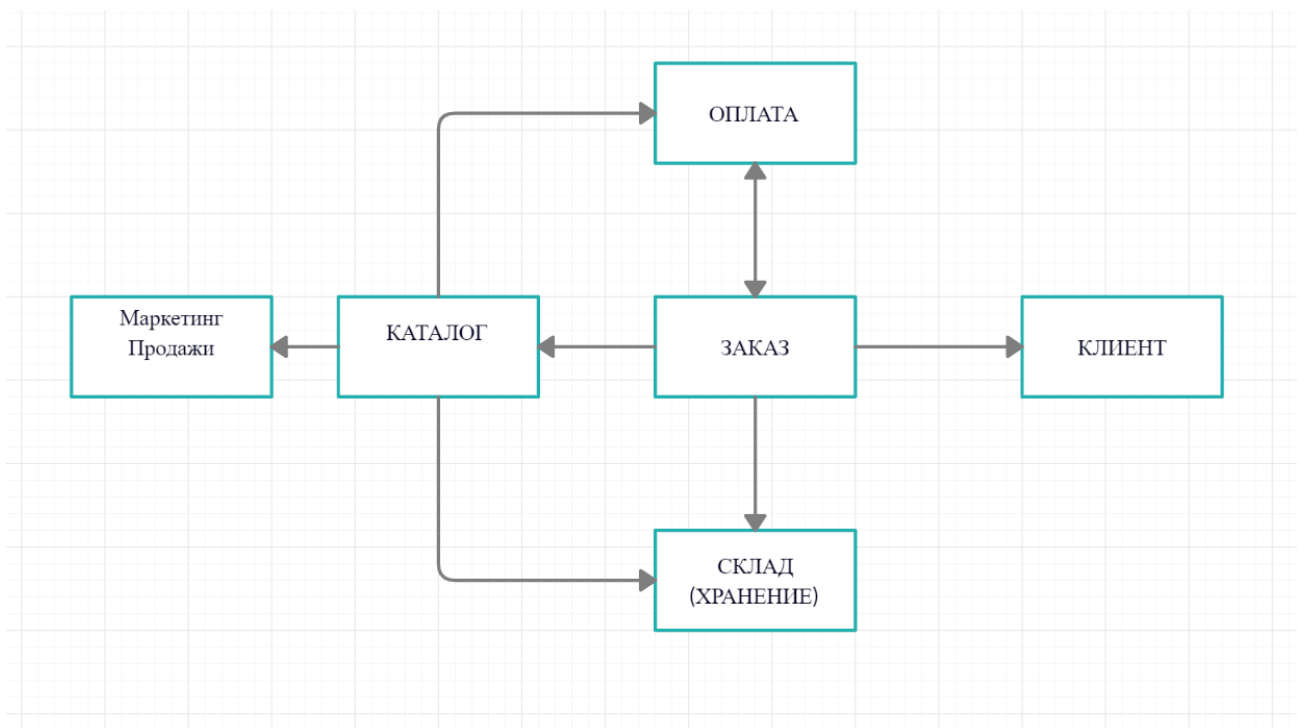 ОПЛАТА
Маркетинг
Продажи
КАТАЛОГ
ЗАКАЗ
КЛИЕНТ
СКЛАД
(ХРАНЕНИЕ)